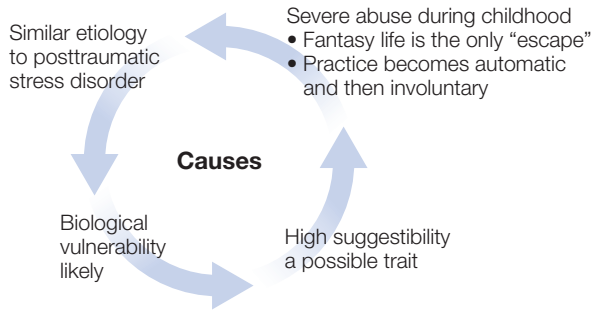 Severe abuse during childhood
• Fantasy life is the only “escape”
• Practice becomes automatic
and then involuntary
Similar etiology
to posttraumatic
stress disorder
Causes
Biological
vulnerability
likely
High suggestibility
a possible trait